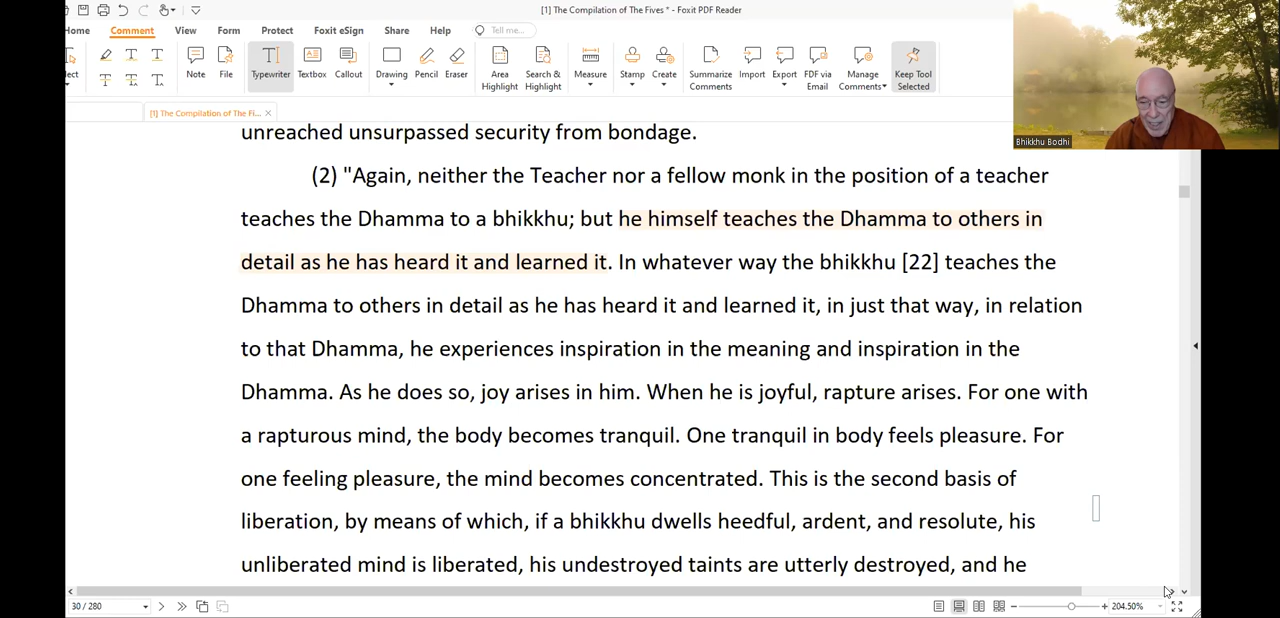 [1] The Compilation of The Fives * - Foxit PDF Reader
Home Comment View Form Protect Foxit eSign Share Help Tell me...
Note File Typewriter Textbox Callout Drawing Pencil Eraser Area Highlight Search & Highlight Measure Stamp Create Summarize Comments Import Export FDF via Email Manage Comments Keep Tool Selected
[1] The Compilation of The Fi...
Bhikkhu Bodhi
unreached unsurpassed security from bondage.
(2) "Again, neither the Teacher nor a fellow monk in the position of a teacher
teaches the Dhamma to a bhikkhu; but he himself teaches the Dhamma to others in
detail as he has heard it and learned it. In whatever way the bhikkhu [22] teaches the
Dhamma to others in detail as he has heard it and learned it, in just that way, in relation
to that Dhamma, he experiences inspiration in the meaning and inspiration in the
Dhamma. As he does so, joy arises in him. When he is joyful, rapture arises. For one with
a rapturous mind, the body becomes tranquil. One tranquil in body feels pleasure. For
one feeling pleasure, the mind becomes concentrated. This is the second basis of
liberation, by means of which, if a bhikkhu dwells heedful, ardent, and resolute, his
unliberated mind is liberated, his undestroyed taints are utterly destroyed, and he
30 / 280
204.50%